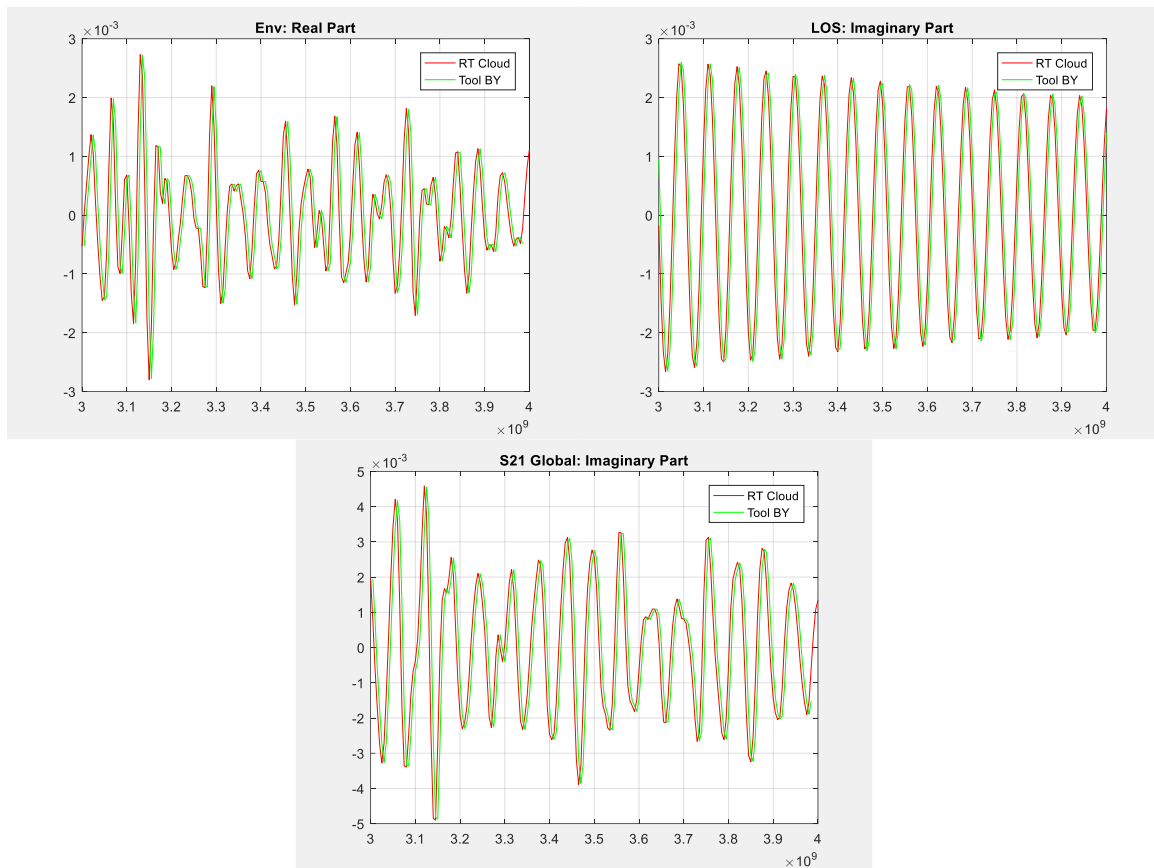 Env: Real Part
×10⁻³
3
2
1
0
-1
-2
-3
3 3.1 3.2 3.3 3.4 3.5 3.6 3.7 3.8 3.9 4
×10⁹
RT Cloud
Tool BY
LOS: Imaginary Part
×10⁻³
3
2
1
0
-1
-2
-3
3 3.1 3.2 3.3 3.4 3.5 3.6 3.7 3.8 3.9 4
×10⁹
RT Cloud
Tool BY
S21 Global: Imaginary Part
×10⁻³
5
4
3
2
1
0
-1
-2
-3
-4
-5
3 3.1 3.2 3.3 3.4 3.5 3.6 3.7 3.8 3.9 4
×10⁹
RT Cloud
Tool BY